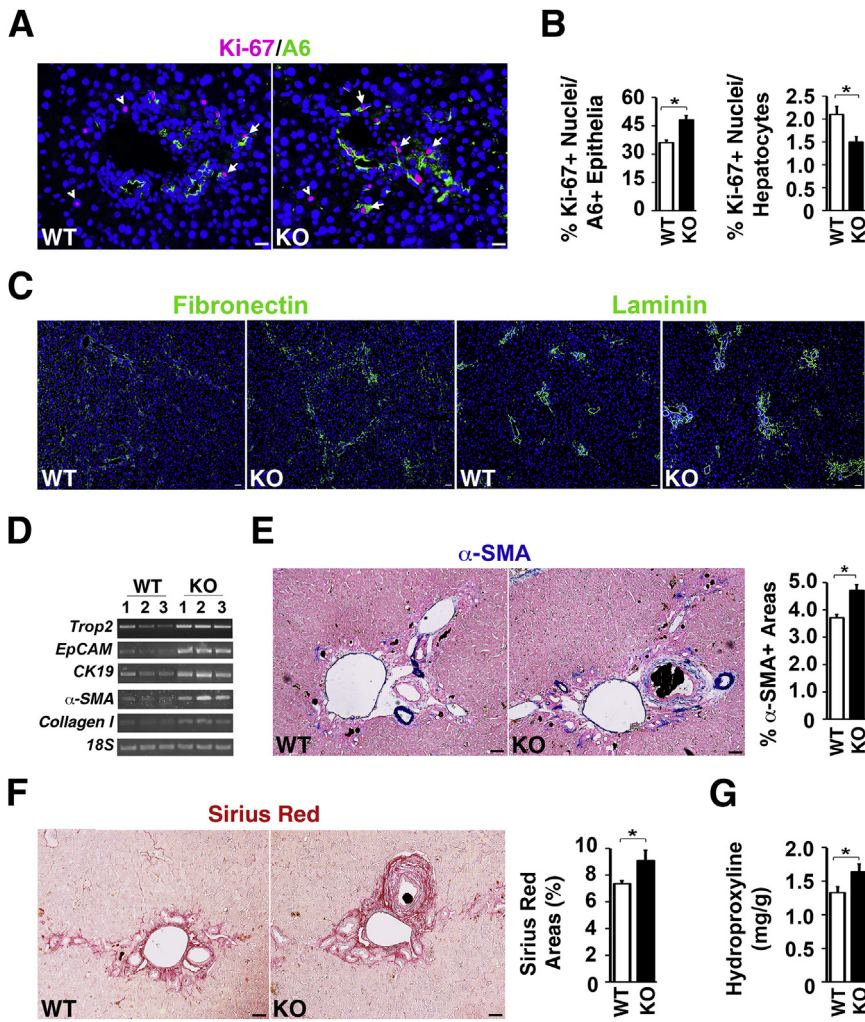 A
Ki-67/A6
WT
KO
B
% Ki-67+ Nuclei/
A6+ Epithelia
60
45
30
15
0
*
WT
KO
% Ki-67+ Nuclei/
Hepatocytes
2.5
2.0
1.5
1.0
0.5
0
*
WT
KO
C
Fibronectin
Laminin
WT
KO
WT
KO
D
WT KO
1 2 3 1 2 3
Trop2
EpCAM
CK19
α-SMA
Collagen I
18S
E
α-SMA
WT
KO
% α-SMA+ Areas
5.0
4.0
3.0
2.0
1.0
0
*
WT
KO
F
Sirius Red
WT
KO
Sirius Red
Areas (%)
10
8
6
4
2
0
*
WT
KO
G
Hydroproxyline
(mg/g)
2.0
1.5
1.0
0.5
0
*
WT
KO